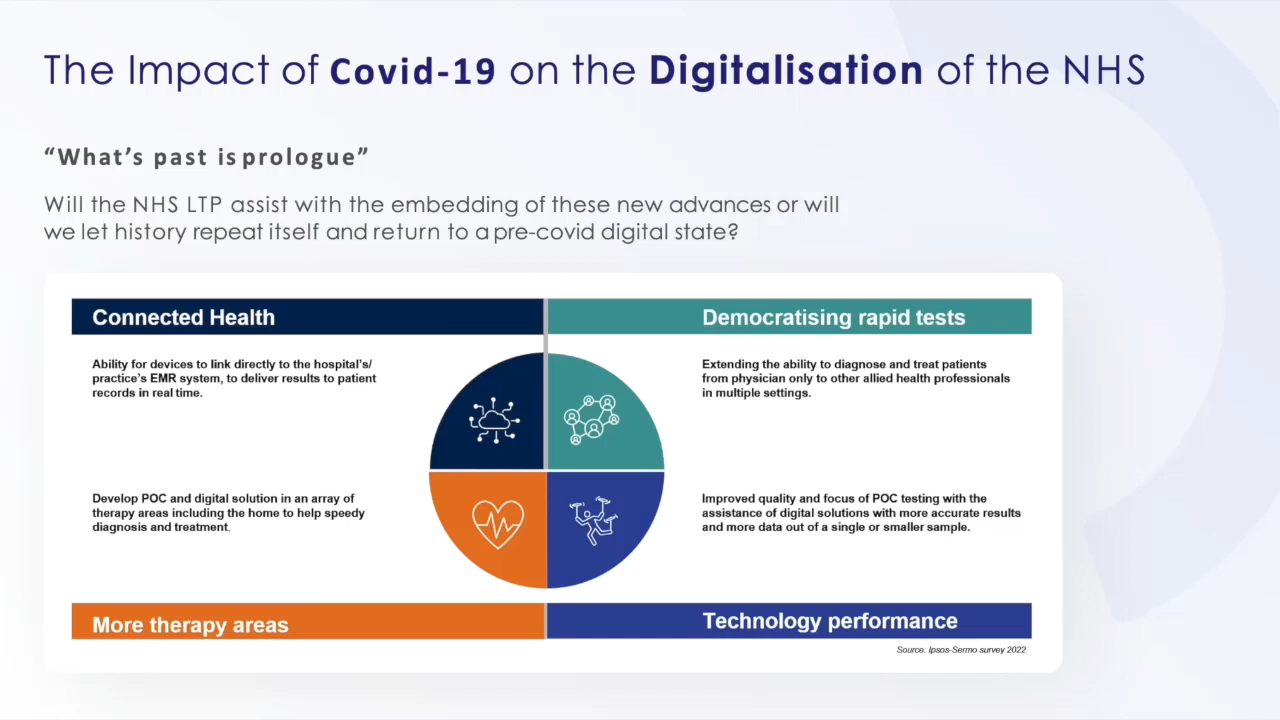 The Impact of Covid-19 on the Digitalisation of the NHS
“What’s past is prologue”
Will the NHS LTP assist with the embedding of these new advances or will
we let history repeat itself and return to a pre-covid digital state?
Connected Health
Ability for devices to link directly to the hospital’s/
practice’s EMR system, to deliver results to patient
records in real time.
Democratising rapid tests
Extending the ability to diagnose and treat patients
from physician only to other allied health professionals
in multiple settings.
Develop POC and digital solution in an array of
therapy areas including the home to help speedy
diagnosis and treatment.
More therapy areas
Improved quality and focus of POC testing with the
assistance of digital solutions with more accurate results
and more data out of a single or smaller sample.
Technology performance
Source: Ipsos-Sermo survey 2022